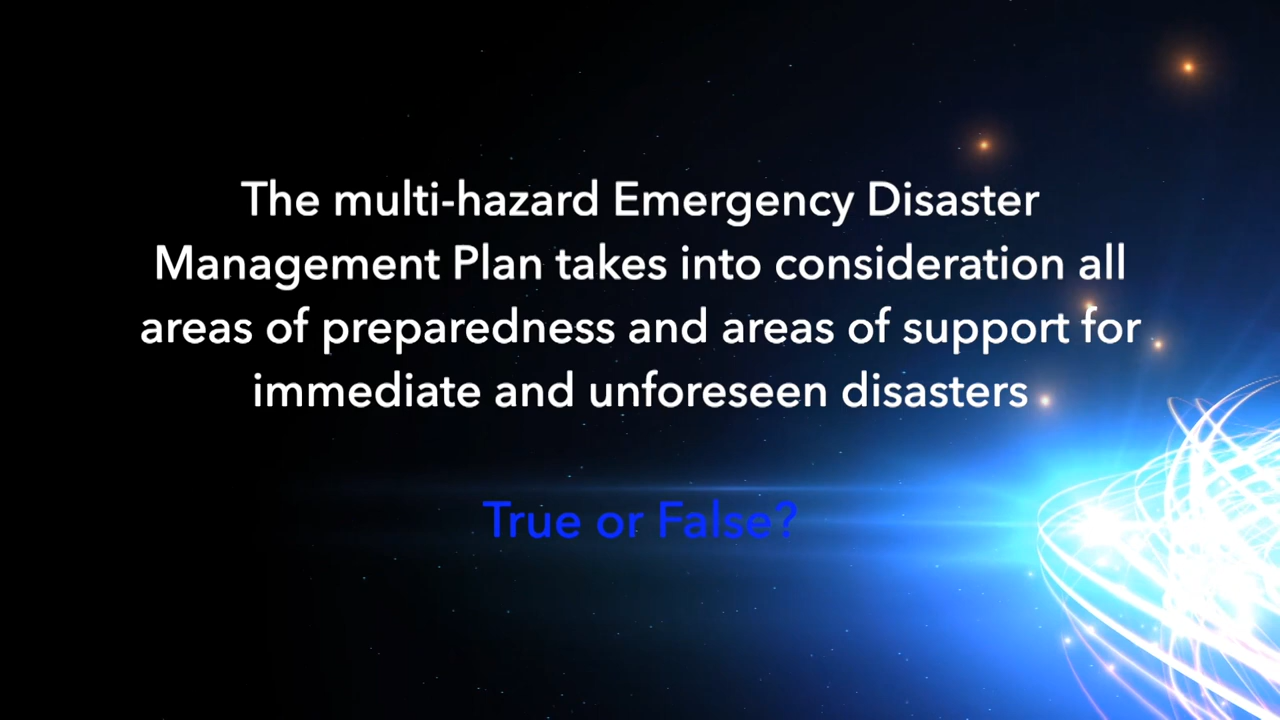 The multi-hazard Emergency Disaster
Management Plan takes into consideration all
areas of preparedness and areas of support for
immediate and unforeseen disasters
True or False?